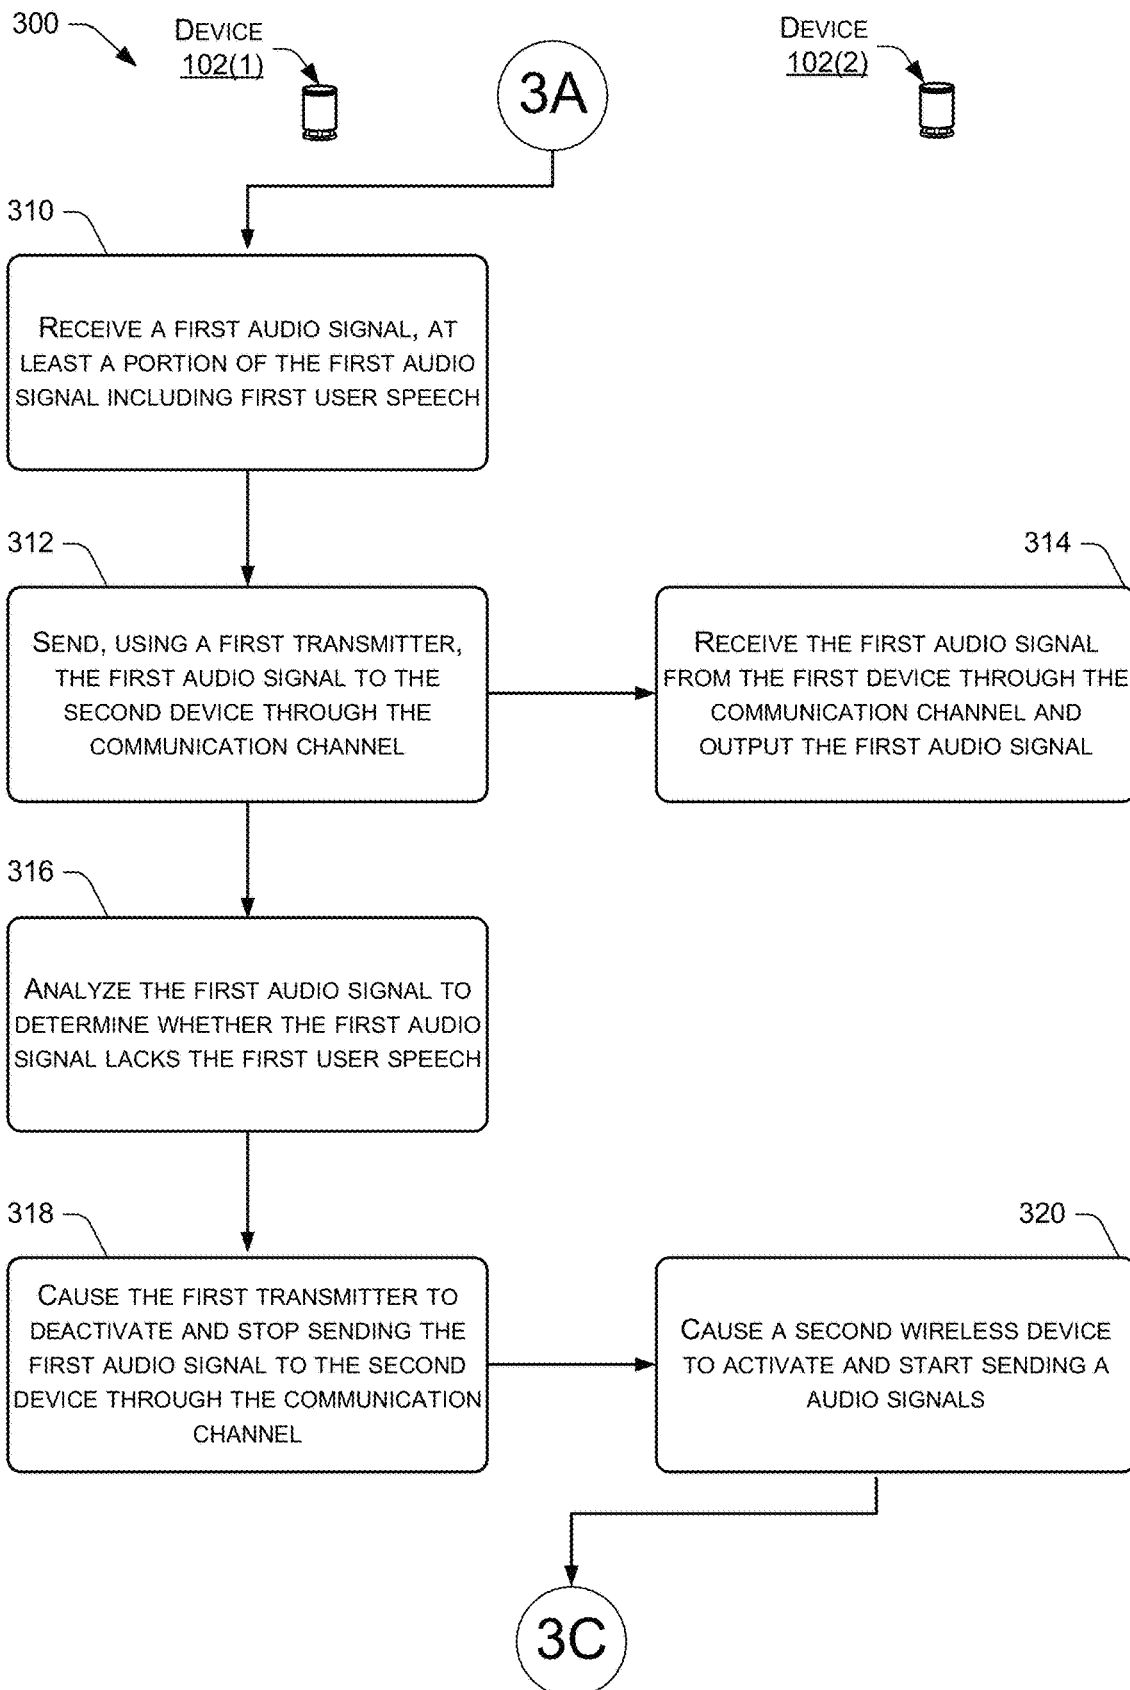 300
DEVICE
102(1)
3A
DEVICE
102(2)
310
RECEIVE A FIRST AUDIO SIGNAL, AT
LEAST A PORTION OF THE FIRST AUDIO
SIGNAL INCLUDING FIRST USER SPEECH
312
SEND, USING A FIRST TRANSMITTER,
THE FIRST AUDIO SIGNAL TO THE
SECOND DEVICE THROUGH THE
COMMUNICATION CHANNEL
314
RECEIVE THE FIRST AUDIO SIGNAL
FROM THE FIRST DEVICE THROUGH THE
COMMUNICATION CHANNEL AND
OUTPUT THE FIRST AUDIO SIGNAL
316
ANALYZE THE FIRST AUDIO SIGNAL TO
DETERMINE WHETHER THE FIRST AUDIO
SIGNAL LACKS THE FIRST USER SPEECH
318
CAUSE THE FIRST TRANSMITTER TO
DEACTIVATE AND STOP SENDING THE
FIRST AUDIO SIGNAL TO THE SECOND
DEVICE THROUGH THE COMMUNICATION
CHANNEL
320
CAUSE A SECOND WIRELESS DEVICE
TO ACTIVATE AND START SENDING A
AUDIO SIGNALS
3C